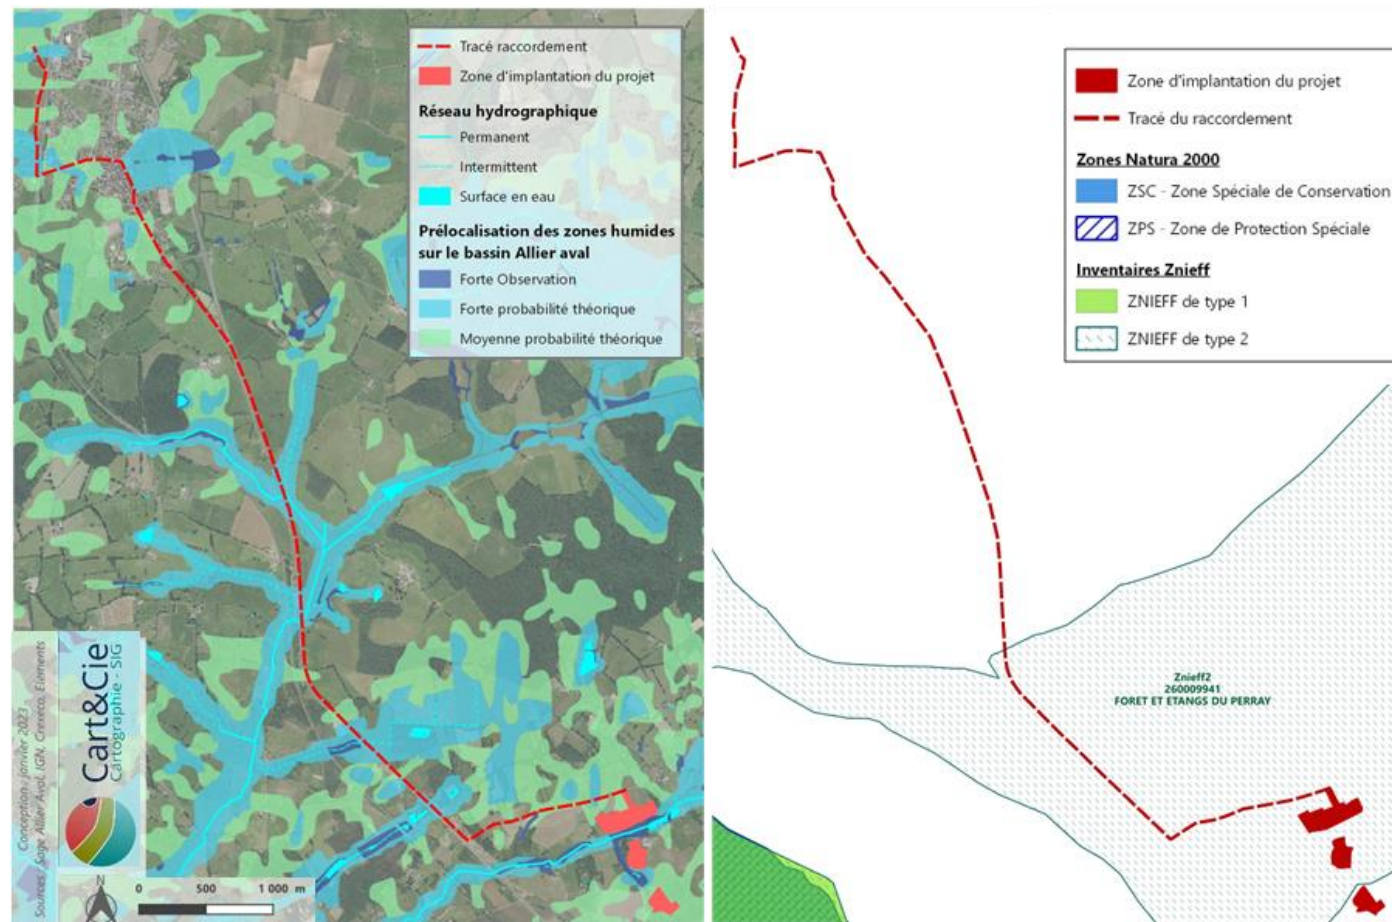 Tracé raccordement
Zone d'implantation du projet
Réseau hydrographique
Permanent
Intermittent
Surface en eau
Prélocalisation des zones humides
sur le bassin Allier aval
Forte Observation
Forte probabilité théorique
Moyenne probabilité théorique
Conception : janvier 2023
Sources : Sage Allier Aval, IGN, Crexeco, Elements
Cart&Cie
Cartographie - SIG
N
0 500 1 000 m
Zone d'implantation du projet
Tracé du raccordement
Zones Natura 2000
ZSC - Zone Spéciale de Conservation
ZPS - Zone de Protection Spéciale
Inventaires Znieff
ZNIEFF de type 1
ZNIEFF de type 2
Znieff2
260009941
FORET ET ETANGS DU PERRAY